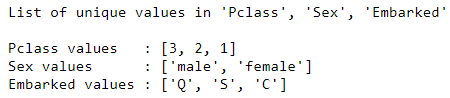 List of unique values in 'Pclass', 'Sex', 'Embarked'
Pclass values   : [3, 2, 1]
Sex values      : ['male', 'female']
Embarked values : ['Q', 'S', 'C']